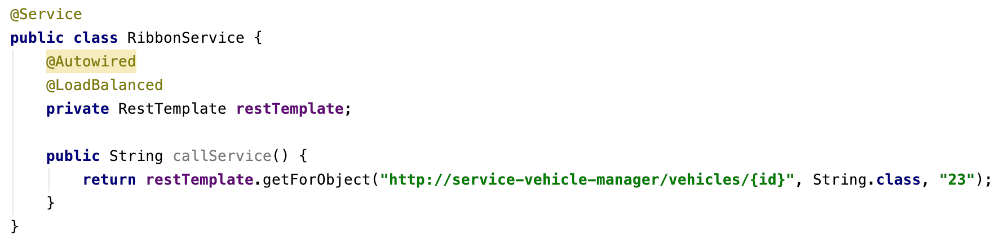 @Service
public class RibbonService {
    @Autowired
    @LoadBalanced
    private RestTemplate restTemplate;

    public String callService() {
        return restTemplate.getForObject("http://service-vehicle-manager/vehicles/{id}", String.class, "23");
    }
}